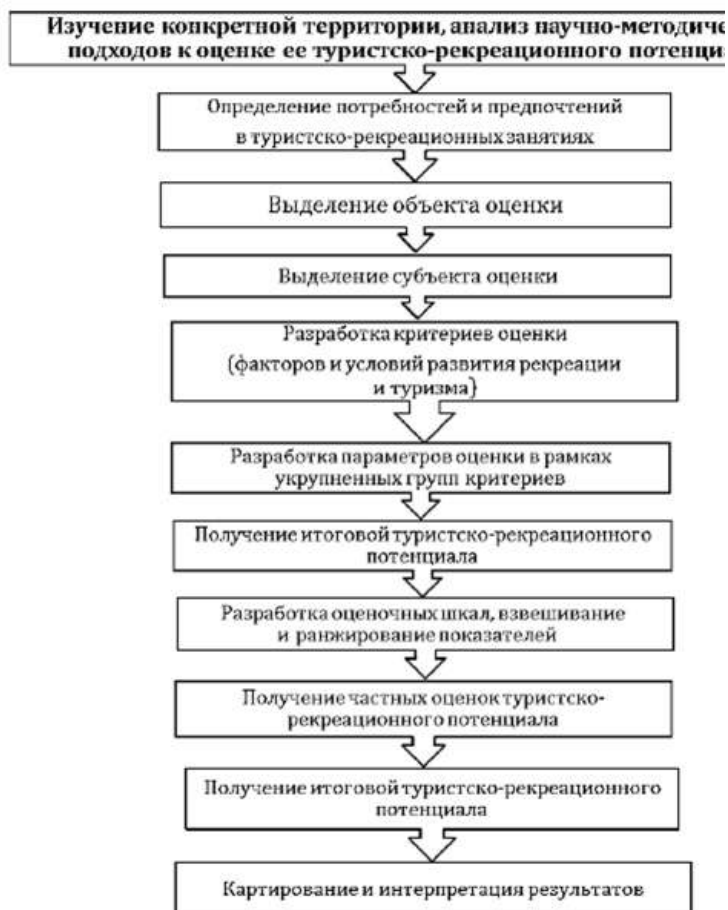 Изучение конкретной территории, анализ научно-методиче
подходов к оценке ее туристско-рекреационного потенци
Определение потребностей и предпочтений
в туристско-рекреационных занятиях
Выделение объекта оценки
Выделение субъекта оценки
Разработка критериев оценки
(факторов и условий развития рекреации
и туризма)
Разработка параметров оценки в рамках
укрупненных групп критериев
Получение итоговой туристско-рекреационного
потенциала
Разработка оценочных шкал, взвешивание
и ранжирование показателей
Получение частных оценок туристско-
рекреационного потенциала
Получение итоговой туристско-рекреационного
потенциала
Картирование и интерпретация результатов